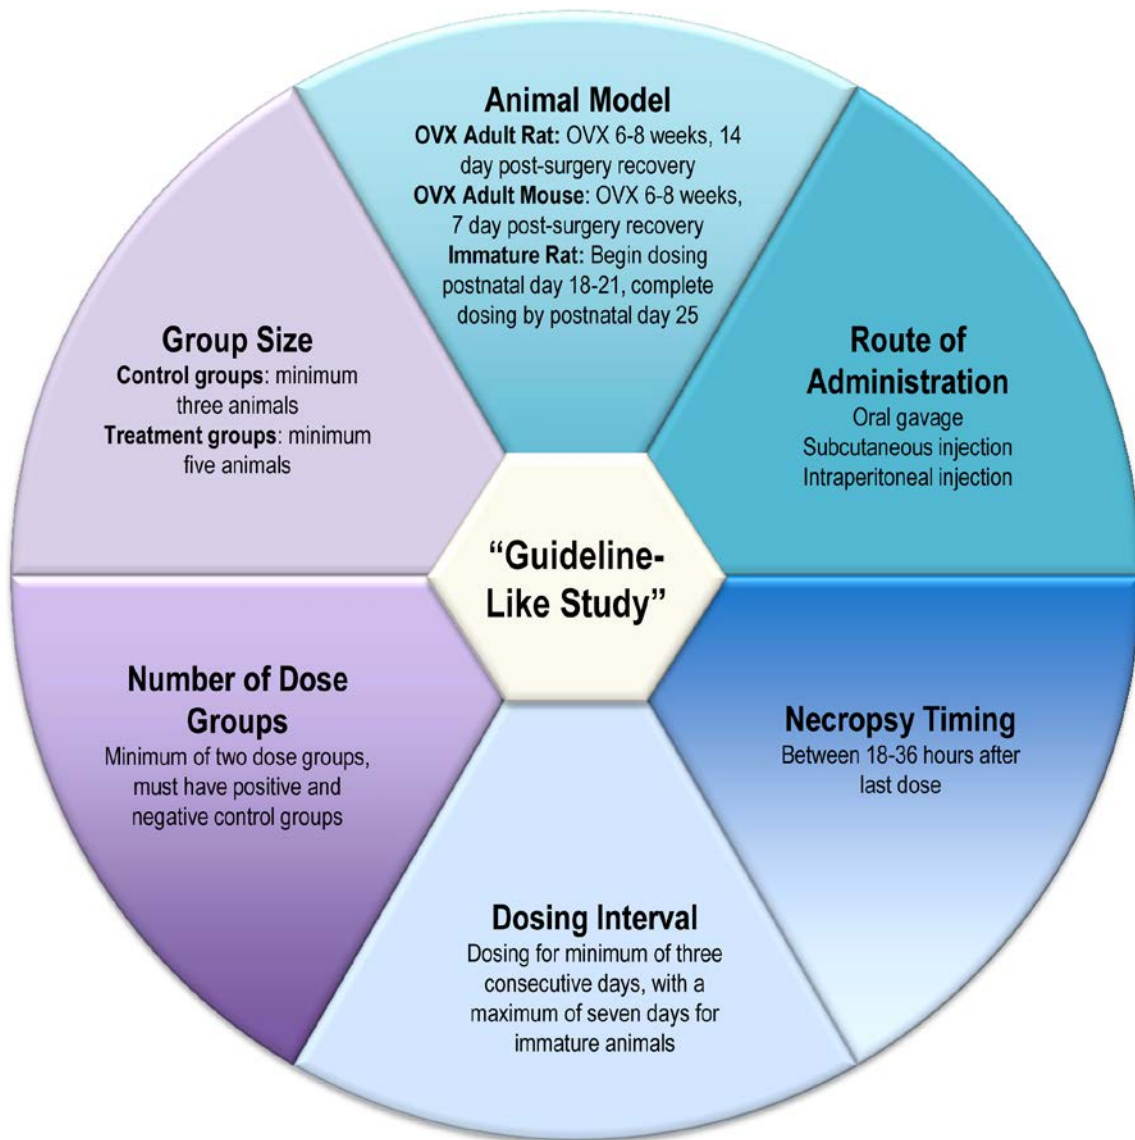 Animal Model
OVX Adult Rat: OVX 6-8 weeks, 14
day post-surgery recovery
OVX Adult Mouse: OVX 6-8 weeks,
7 day post-surgery recovery
Immature Rat: Begin dosing
postnatal day 18-21, complete
dosing by postnatal day 25
Route of
Administration
Oral gavage
Subcutaneous injection
Intraperitoneal injection
Necropsy Timing
Between 18-36 hours after
last dose
Dosing Interval
Dosing for minimum of three
consecutive days, with a
maximum of seven days for
immature animals
Number of Dose
Groups
Minimum of two dose groups,
must have positive and
negative control groups
Group Size
Control groups: minimum
three animals
Treatment groups: minimum
five animals
“Guideline-
Like Study”